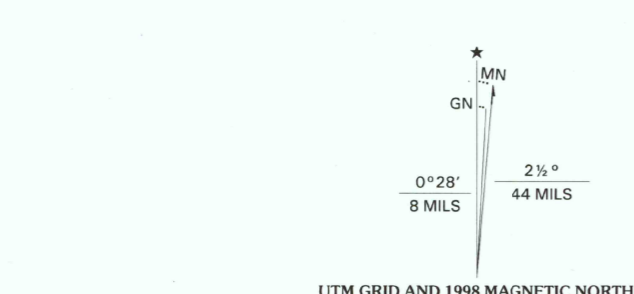 ★
MN
GN
0°28′
8 MILS
2½°
44 MILS
UTM GRID AND 1998 MAGNETIC NORTH